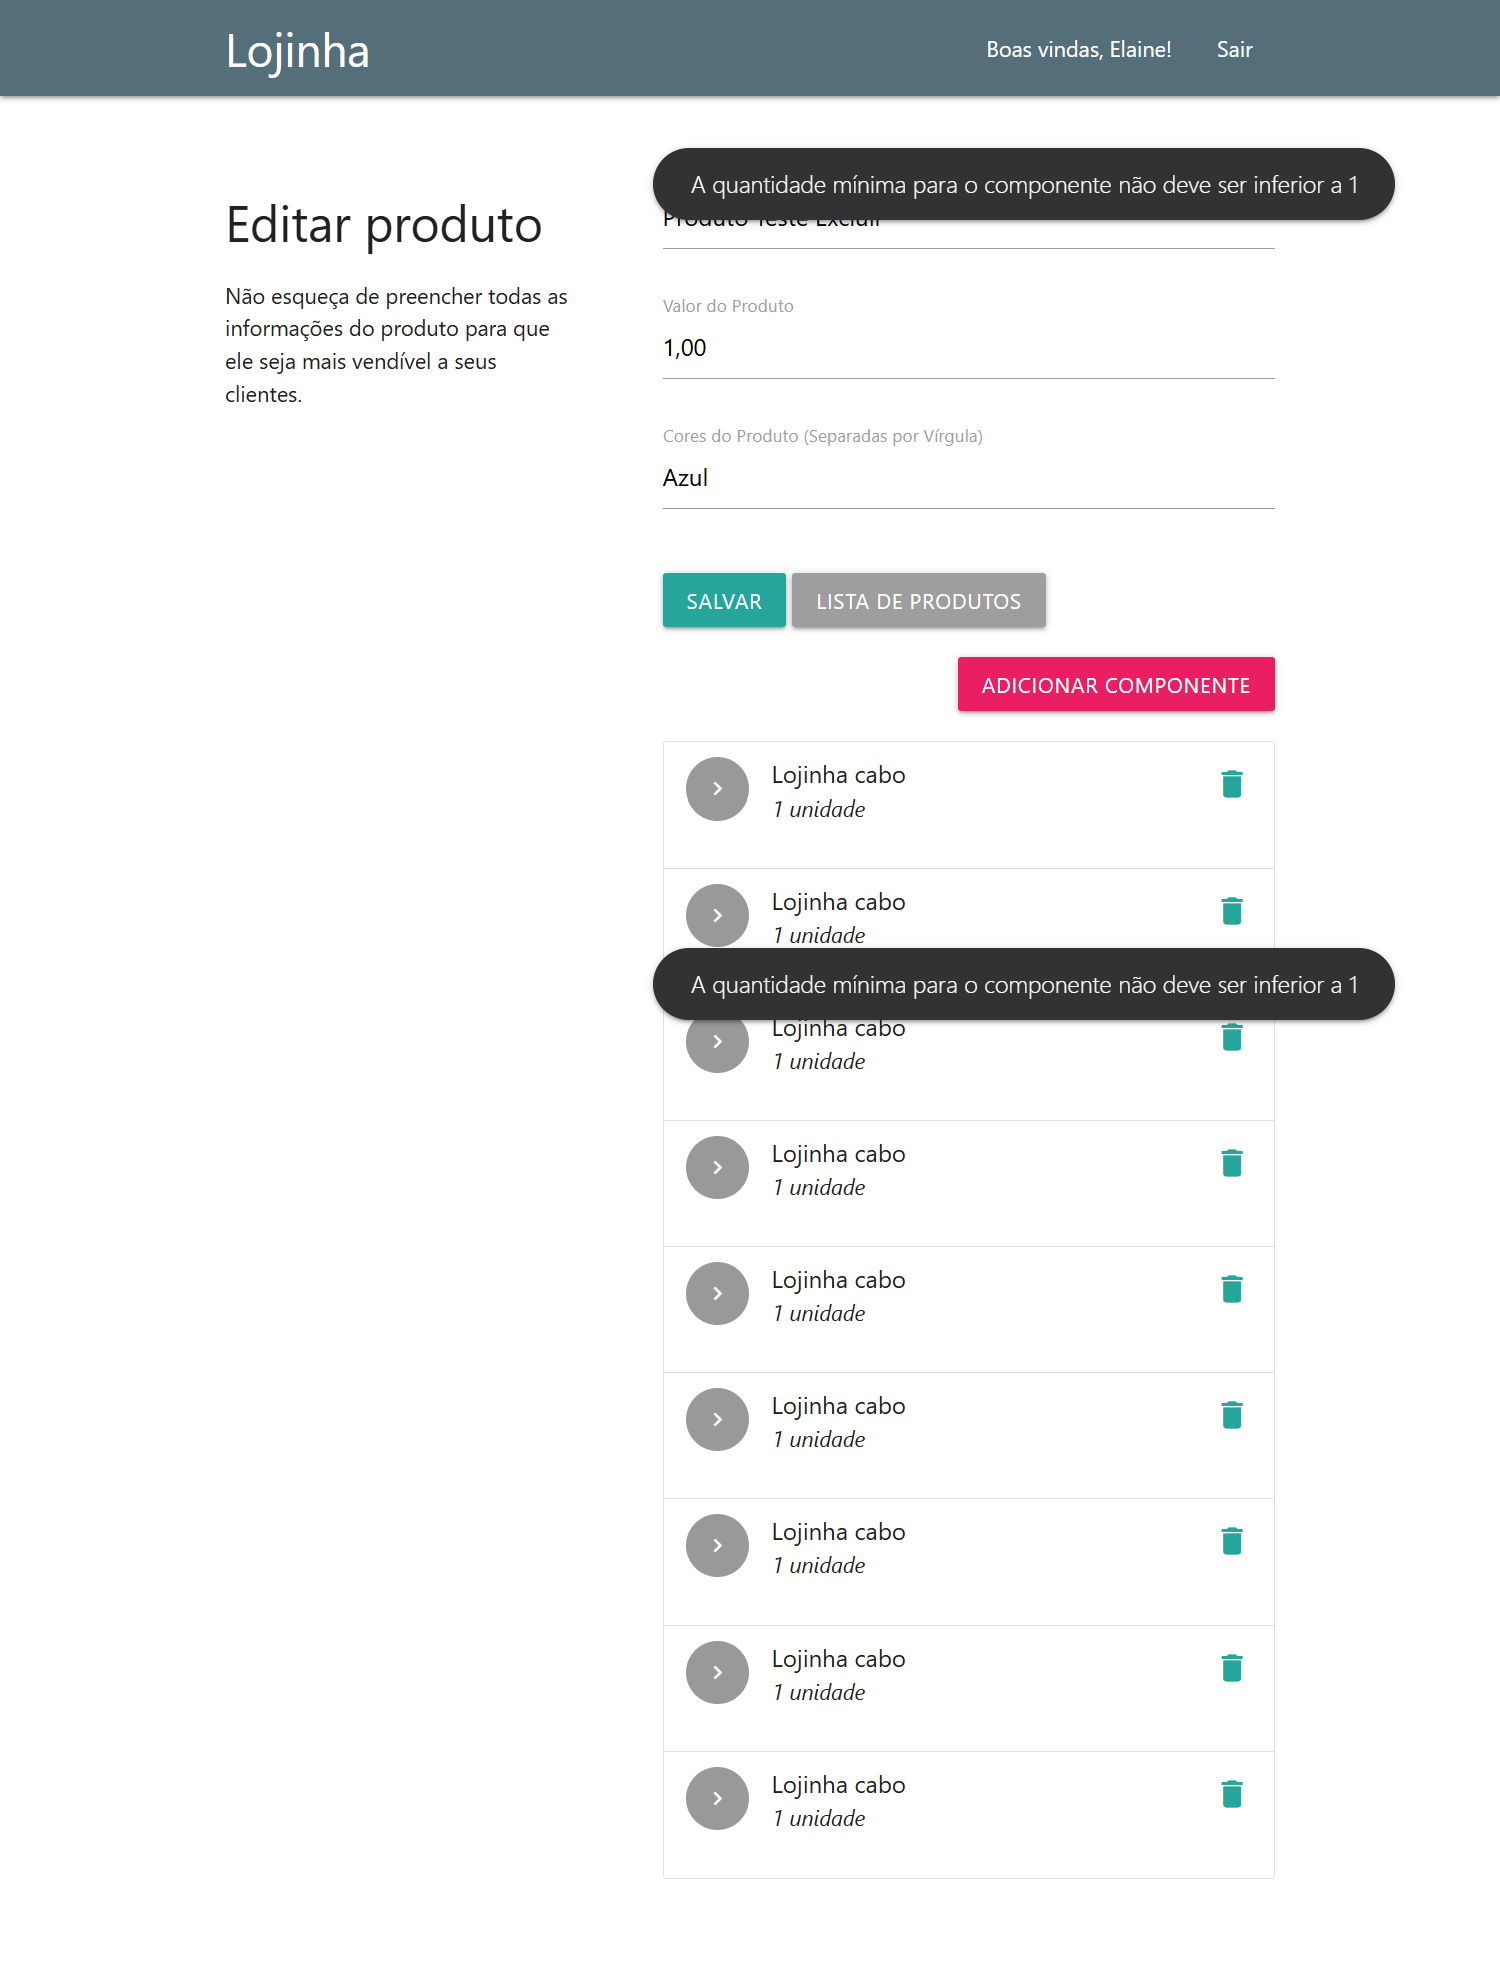 Lojinha
Boas vindas, Elaine!
Sair
A quantidade mínima para o componente não deve ser inferior a 1
Editar produto
Produto Teste Excluir
Não esqueça de preencher todas as
informações do produto para que
ele seja mais vendível a seus
clientes.
Valor do Produto
1,00
Cores do Produto (Separadas por Vírgula)
Azul
SALVAR
LISTA DE PRODUTOS
ADICIONAR COMPONENTE
Lojinha cabo
1 unidade
Lojinha cabo
1 unidade
A quantidade mínima para o componente não deve ser inferior a 1
Lojinha cabo
1 unidade
Lojinha cabo
1 unidade
Lojinha cabo
1 unidade
Lojinha cabo
1 unidade
Lojinha cabo
1 unidade
Lojinha cabo
1 unidade
Lojinha cabo
1 unidade